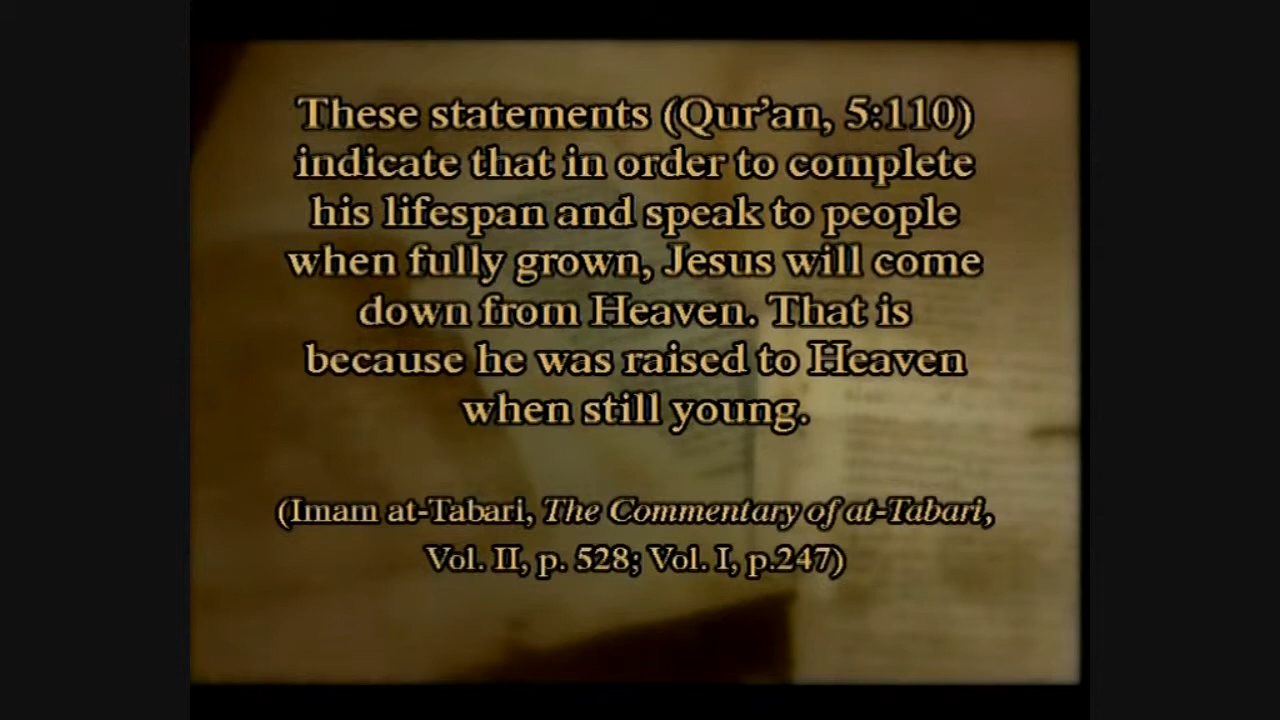 These statements (Qur’an, 5:110)
indicate that in order to complete
his lifespan and speak to people
when fully grown, Jesus will come
down from Heaven. That is
because he was raised to Heaven
when still young.
(Imam at-Tabari, The Commentary of at-Tabari,
Vol. II, p. 528; Vol. I, p.247)